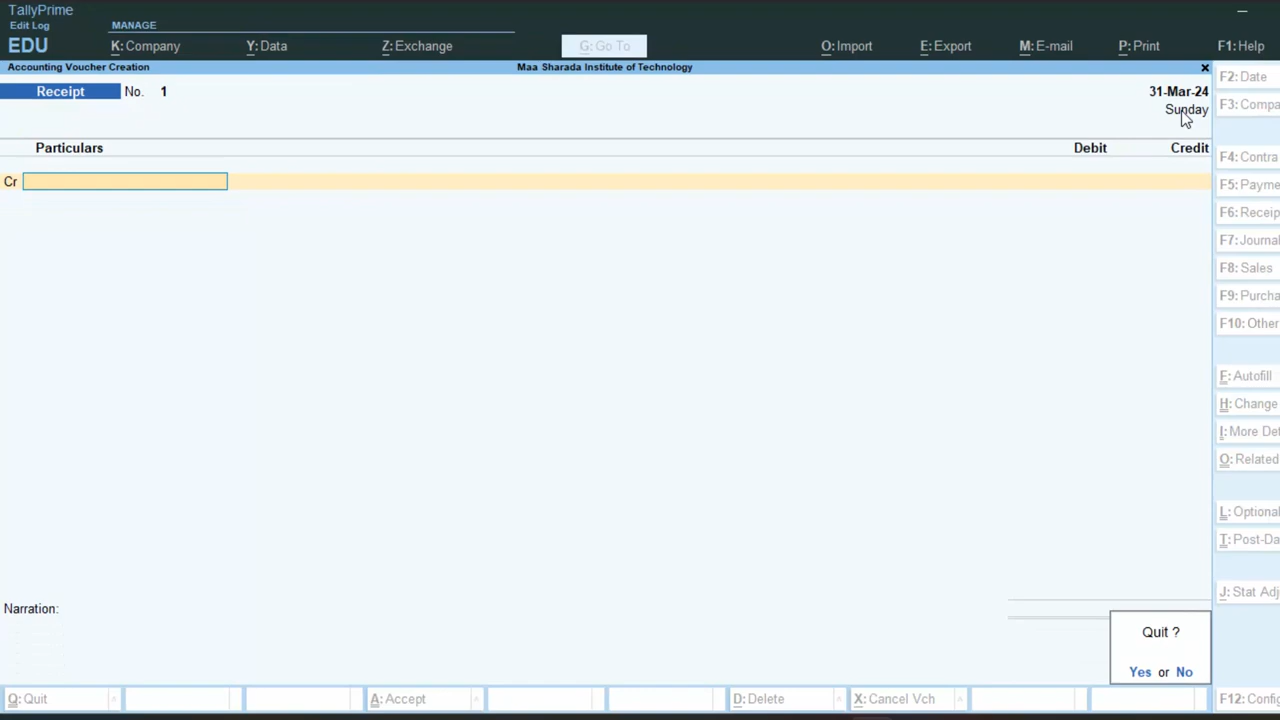 TallyPrime
Edit Log
EDU
MANAGE
K: Company
Y: Data
Z: Exchange
G: Go To
O: Import
E: Export
M: E-mail
P: Print
F1: Help
Accounting Voucher Creation
Maa Sharada Institute of Technology
x
Receipt No. 1
31-Mar-24
Sunday
Particulars Debit Credit
Cr
F2: Date
F3: Compa
F4: Contra
F5: Payme
F6: Receip
F7: Journal
F8: Sales
F9: Purcha
F10: Other
F: Autofill
H: Change
I: More Det
O: Related
L: Optional
T: Post-Da
J: Stat Adj
Narration:
Quit ?
Yes or No
Q: Quit
A: Accept
D: Delete
X: Cancel Vch
F12: Config